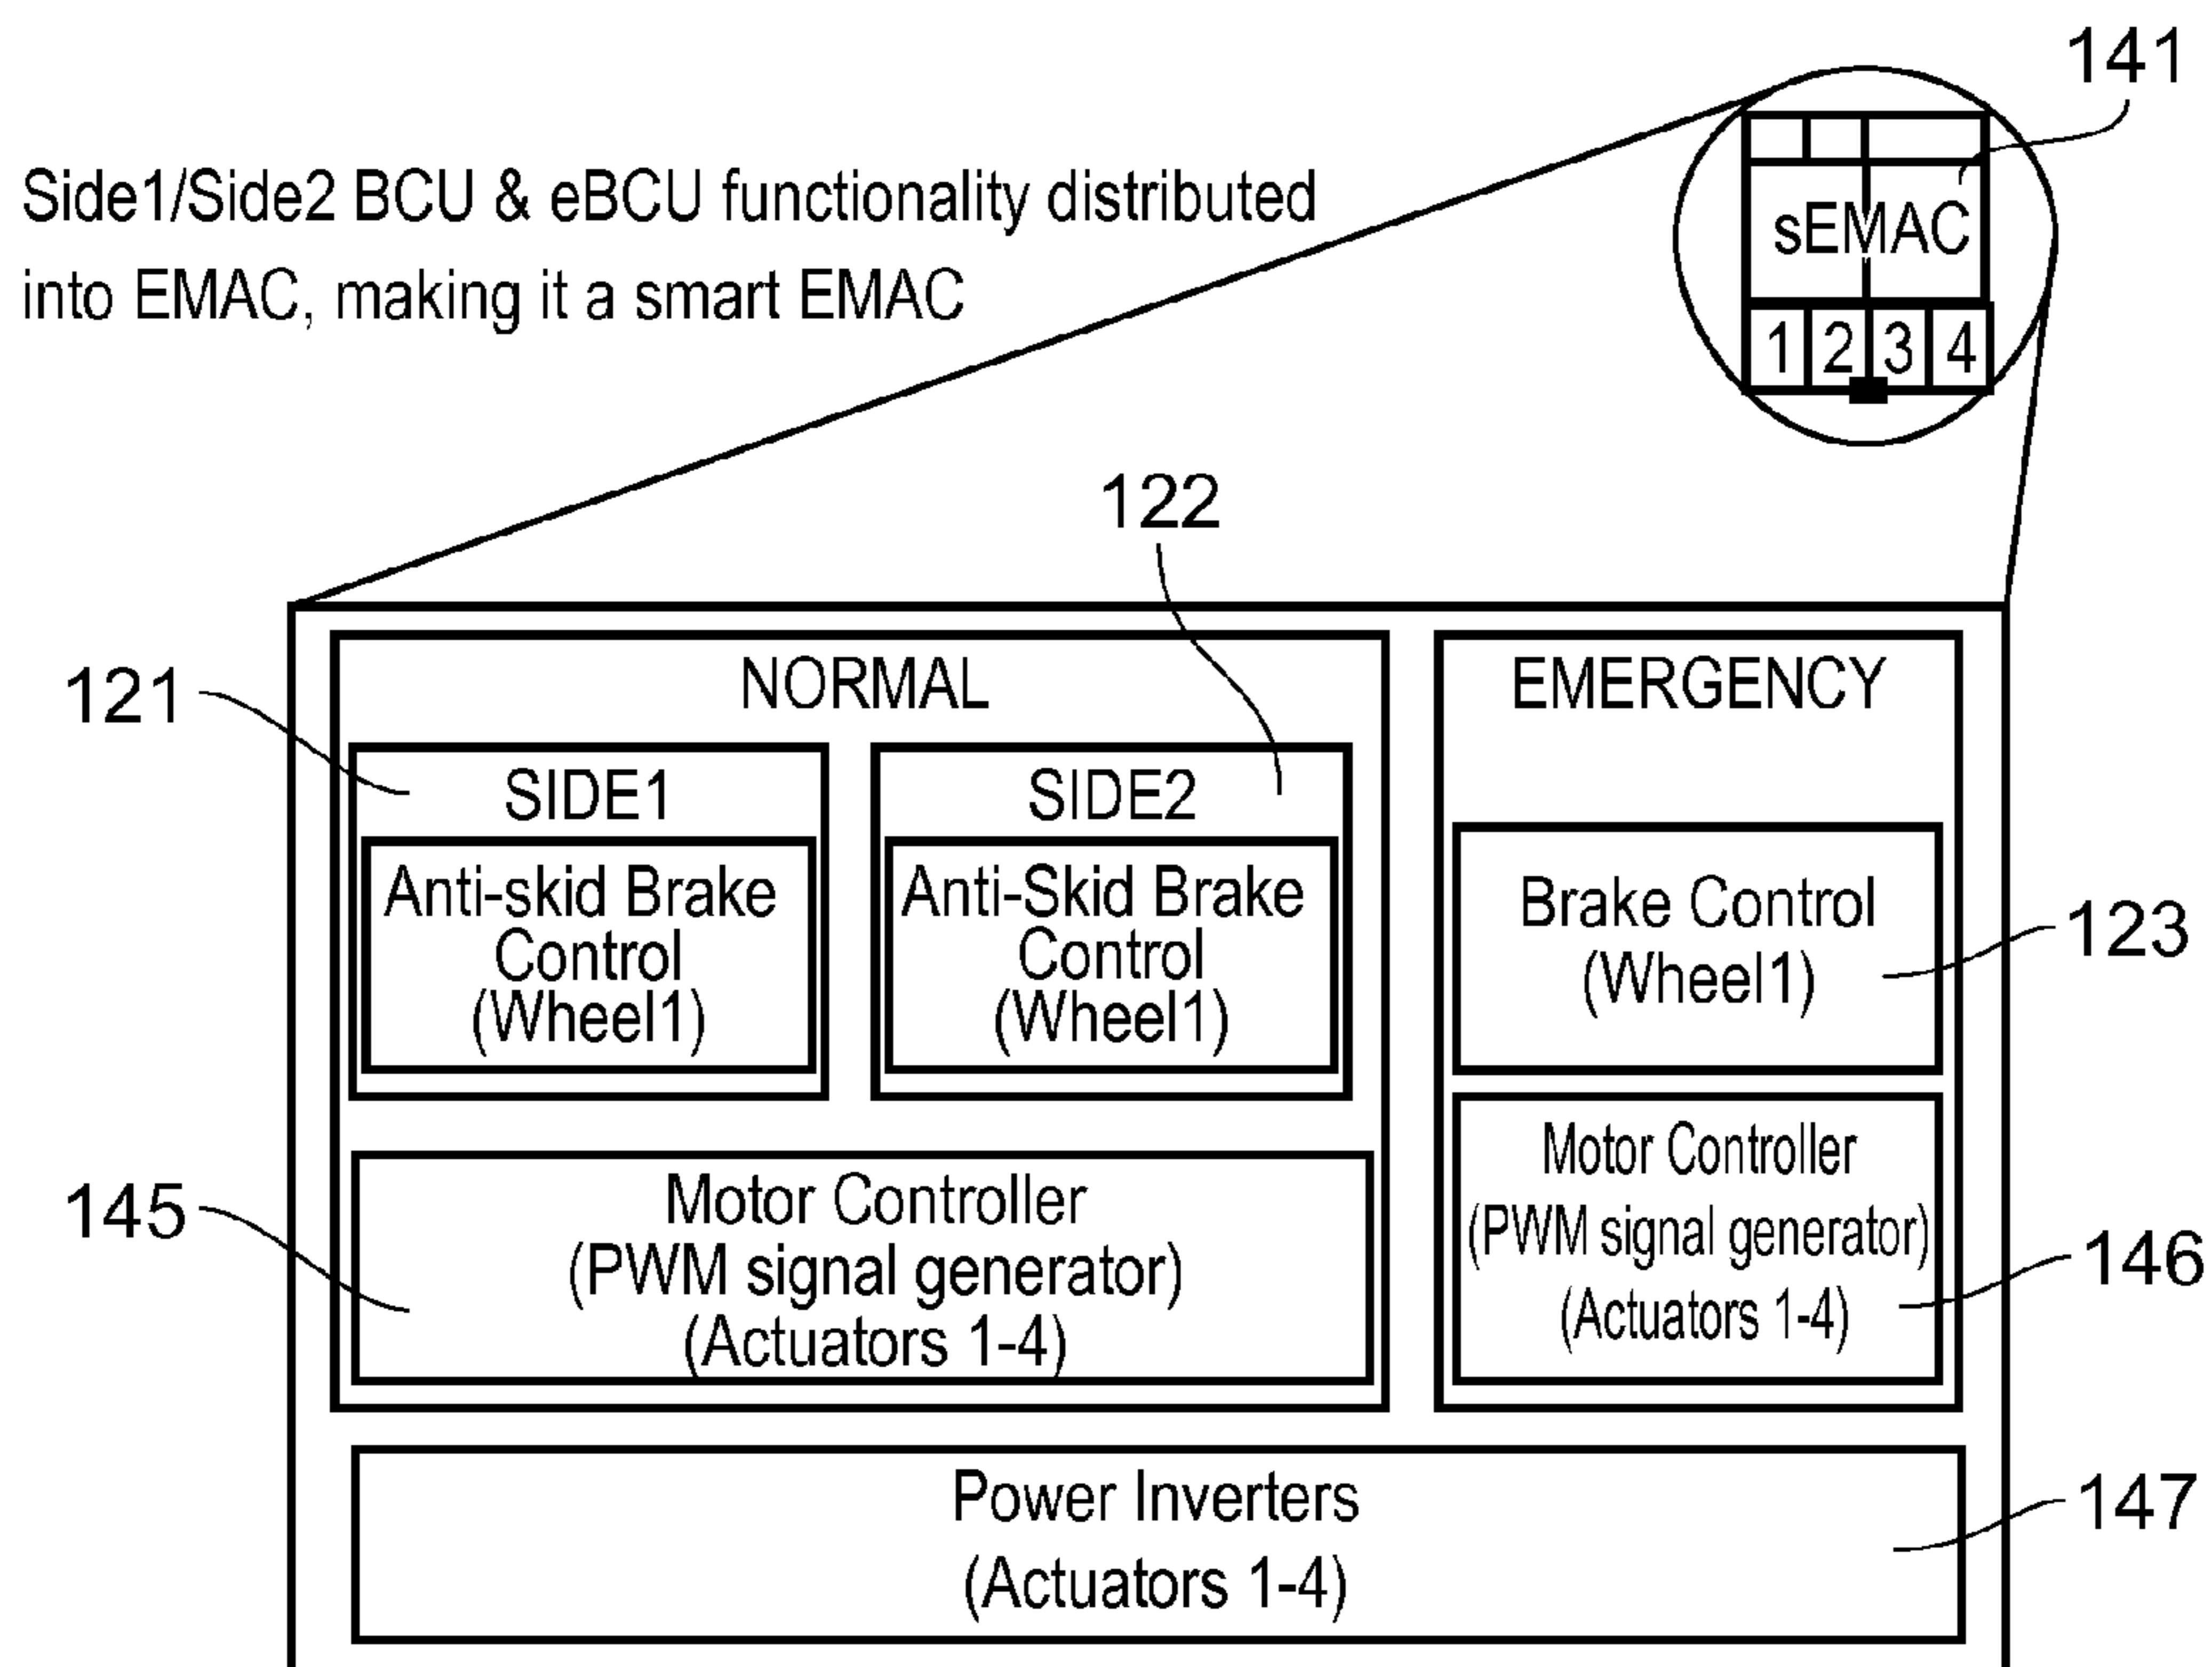 141
Side1/Side2 BCU & eBCU functionality distributed
into EMAC, making it a smart EMAC
sEMAC
1 2 3 4
122
121
NORMAL
SIDE1
Anti-skid Brake
Control
(Wheel1)
SIDE2
Anti-Skid Brake
Control
(Wheel1)
145
Motor Controller
(PWM signal generator)
(Actuators 1-4)
EMERGENCY
Brake Control
(Wheel1)
123
Motor Controller
(PWM signal generator)
(Actuators 1-4)
146
Power Inverters
(Actuators 1-4)
147